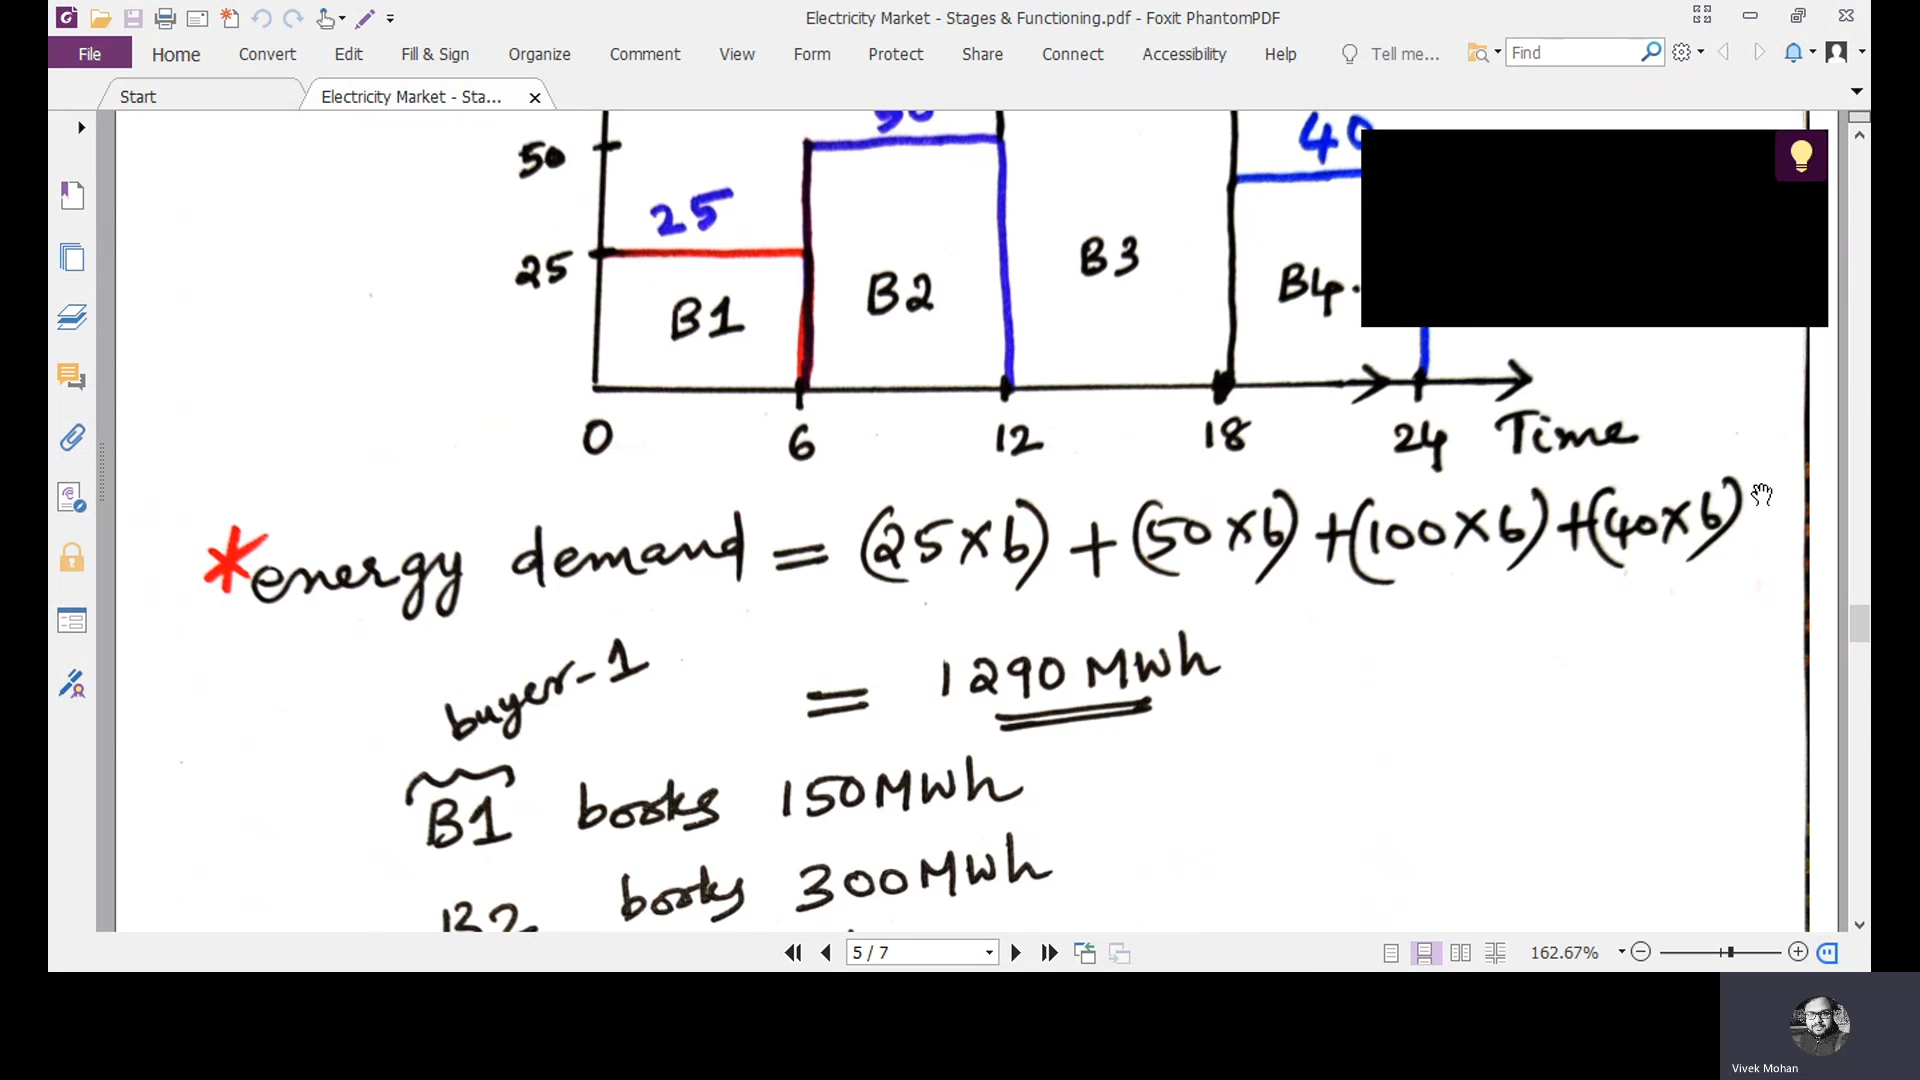 Electricity Market - Stages & Functioning.pdf - Foxit PhantomPDF
File Home Convert Edit Fill & Sign Organize Comment View Form Protect Share Connect Accessibility Help Tell me... Find
Start Electricity Market - Sta...
50 40
25
25
B1 B2 B3 B4.
0 6 12 18 24 Time
*energy demand = (25×6) + (50×6) + (100×6) + (40×6)
buyer-1 = 1290 MWh
B1 books 150MWh
B2 books 300MWh
5 / 7 162.67%
Vivek Mohan